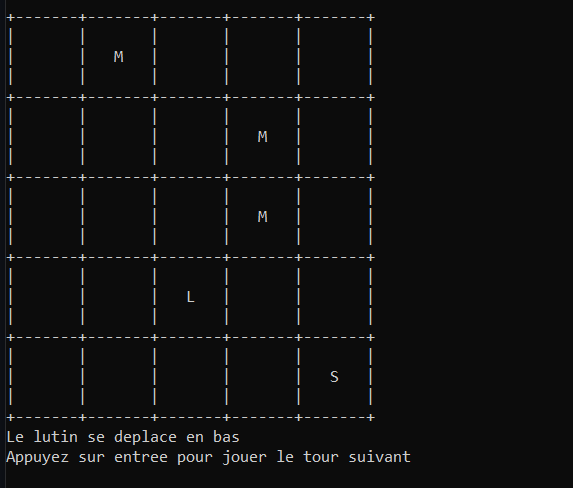 M
M
M
L
S
Le lutin se deplace en bas
Appuyez sur entree pour jouer le tour suivant